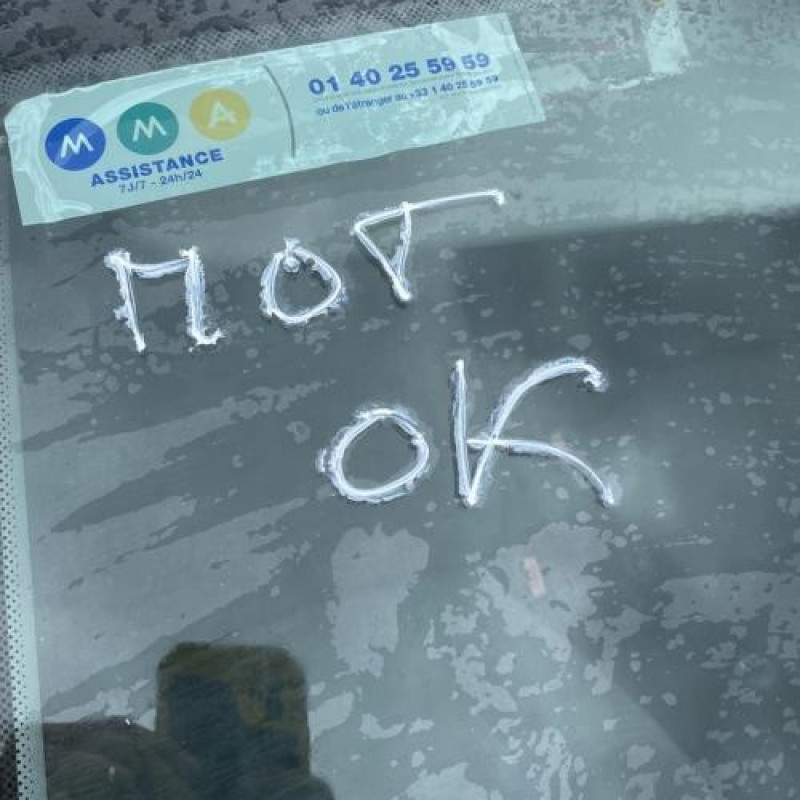 MMA
ASSISTANCE
7J/7 - 24h/24
01 40 25 59 59
ou de l'étranger au +33 1 40 25 59 59
MOT
OK